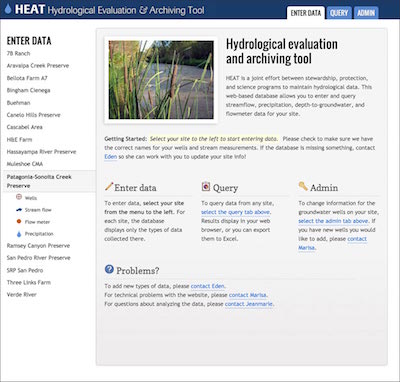 HEAT Hydrological Evaluation & Archiving Tool
ENTER DATA
QUERY
ADMIN
ENTER DATA
7B Ranch
Aravaipa Creek Preserve
Bellota Farm A7
Bingham Cienega
Buehman
Canelo Hills Preserve
Cascabel Area
H&E Farm
Hassayampa River Preserve
Muleshoe CMA
Patagonia-Sonoita Creek
Preserve
Wells
Stream flow
Flow meter
Precipitation
Ramsey Canyon Preserve
San Pedro River Preserve
SRP San Pedro
Three Links Farm
Verde River
Hydrological evaluation
and archiving tool
HEAT is a joint effort between stewardship, protection,
and science programs to maintain hydrological data. This
web-based database allows you to enter and query
streamflow, precipitation, depth-to-groundwater, and
flowmeter data for your site.
Getting Started: Select your site to the left to start entering data. Please check to make sure we have
the correct names for your wells and stream measurements. If the database is missing something, contact
Eden so she can work with you to update your site info!
Enter data
To enter data, select your site
from the menu to the left. For
each site, the database
displays only the types of data
collected there.
Query
To query data from any site,
select the query tab above.
Results display in your web
browser, or you can export
them to Excel.
Admin
To change information for the
groundwater wells on your site,
select the admin tab above. If
you have new wells you would
like to add, please contact
Marisa.
Problems?
To add new types of data, please contact Eden.
For technical problems with the website, please contact Marisa.
For questions about analyzing the data, please contact Jeanmarie.